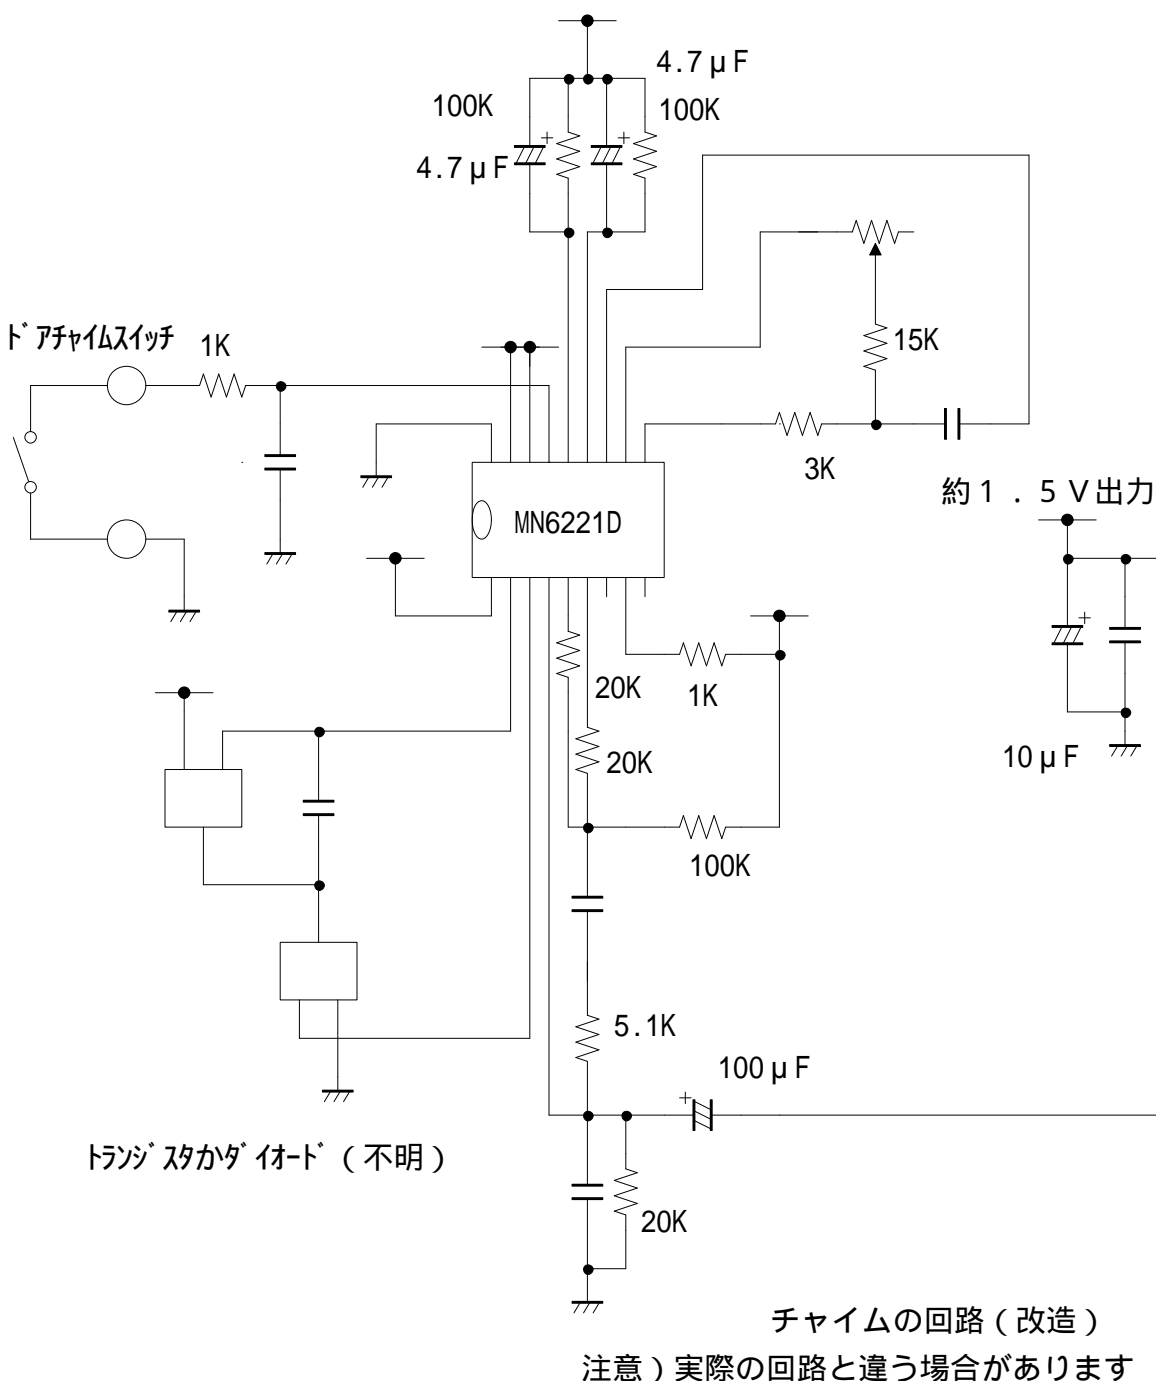 4.7μF
100K
100K
4.7μF
ﾄﾞｱﾁｬｲﾑｽｲｯﾁ
1K
15K
3K
約１．５Ｖ出力
MN6221D
20K
1K
10μF
20K
100K
5.1K
100μF
ﾄﾗﾝｼﾞｽﾀかﾀﾞｲｵｰﾄﾞ（不明）
20K
チャイムの回路（改造）
注意）実際の回路と違う場合があります